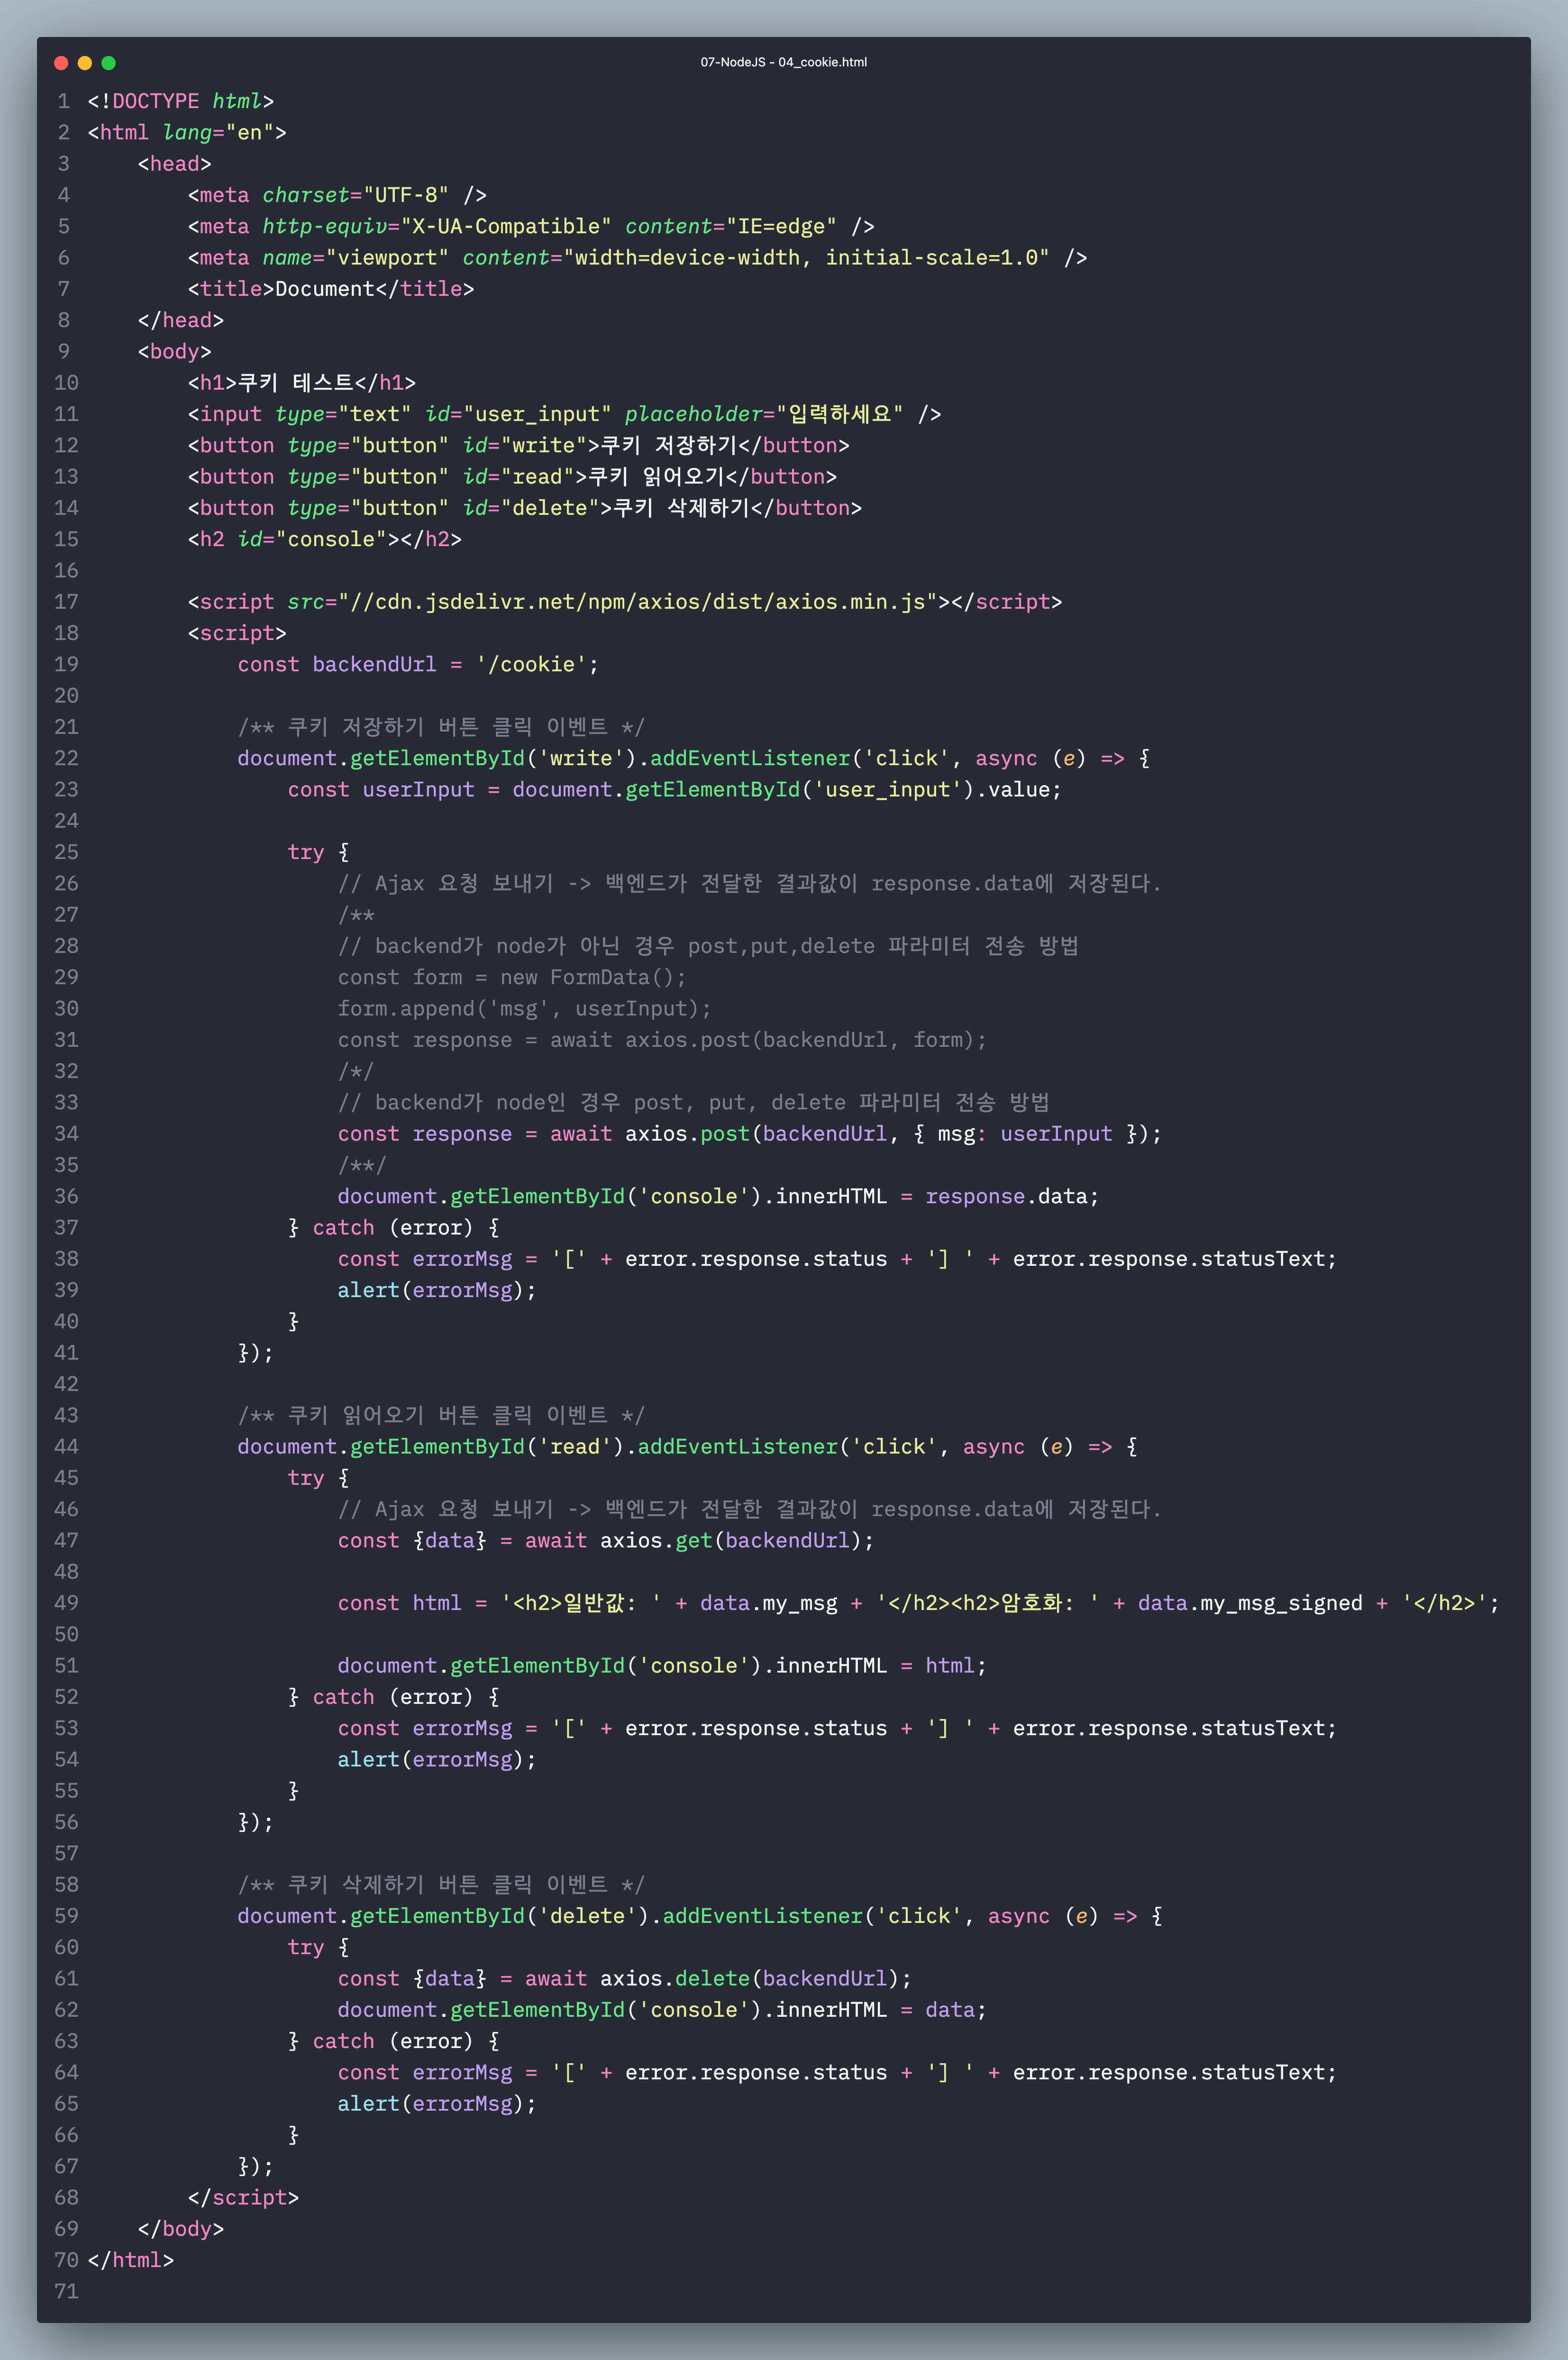 07-NodeJS - 04_cookie.html
1 <!DOCTYPE html>
2 <html lang="en">
3     <head>
4         <meta charset="UTF-8" />
5         <meta http-equiv="X-UA-Compatible" content="IE=edge" />
6         <meta name="viewport" content="width=device-width, initial-scale=1.0" />
7         <title>Document</title>
8     </head>
9     <body>
10         <h1>쿠키 테스트</h1>
11         <input type="text" id="user_input" placeholder="입력하세요" />
12         <button type="button" id="write">쿠키 저장하기</button>
13         <button type="button" id="read">쿠키 읽어오기</button>
14         <button type="button" id="delete">쿠키 삭제하기</button>
15         <h2 id="console"></h2>
16
17         <script src="//cdn.jsdelivr.net/npm/axios/dist/axios.min.js"></script>
18         <script>
19             const backendUrl = '/cookie';
20
21             /** 쿠키 저장하기 버튼 클릭 이벤트 */
22             document.getElementById('write').addEventListener('click', async (e) => {
23                 const userInput = document.getElementById('user_input').value;
24
25                 try {
26                     // Ajax 요청 보내기 -> 백엔드가 전달한 결과값이 response.data에 저장된다.
27                     /**
28                     // backend가 node가 아닌 경우 post,put,delete 파라미터 전송 방법
29                     const form = new FormData();
30                     form.append('msg', userInput);
31                     const response = await axios.post(backendUrl, form);
32                     /*/
33                     // backend가 node인 경우 post, put, delete 파라미터 전송 방법
34                     const response = await axios.post(backendUrl, { msg: userInput });
35                     /**/
36                     document.getElementById('console').innerHTML = response.data;
37                 } catch (error) {
38                     const errorMsg = '[' + error.response.status + '] ' + error.response.statusText;
39                     alert(errorMsg);
40                 }
41             });
42
43             /** 쿠키 읽어오기 버튼 클릭 이벤트 */
44             document.getElementById('read').addEventListener('click', async (e) => {
45                 try {
46                     // Ajax 요청 보내기 -> 백엔드가 전달한 결과값이 response.data에 저장된다.
47                     const {data} = await axios.get(backendUrl);
48
49                     const html = '<h2>일반값: ' + data.my_msg + '</h2><h2>암호화: ' + data.my_msg_signed + '</h2>';
50
51                     document.getElementById('console').innerHTML = html;
52                 } catch (error) {
53                     const errorMsg = '[' + error.response.status + '] ' + error.response.statusText;
54                     alert(errorMsg);
55                 }
56             });
57
58             /** 쿠키 삭제하기 버튼 클릭 이벤트 */
59             document.getElementById('delete').addEventListener('click', async (e) => {
60                 try {
61                     const {data} = await axios.delete(backendUrl);
62                     document.getElementById('console').innerHTML = data;
63                 } catch (error) {
64                     const errorMsg = '[' + error.response.status + '] ' + error.response.statusText;
65                     alert(errorMsg);
66                 }
67             });
68         </script>
69     </body>
70 </html>
71